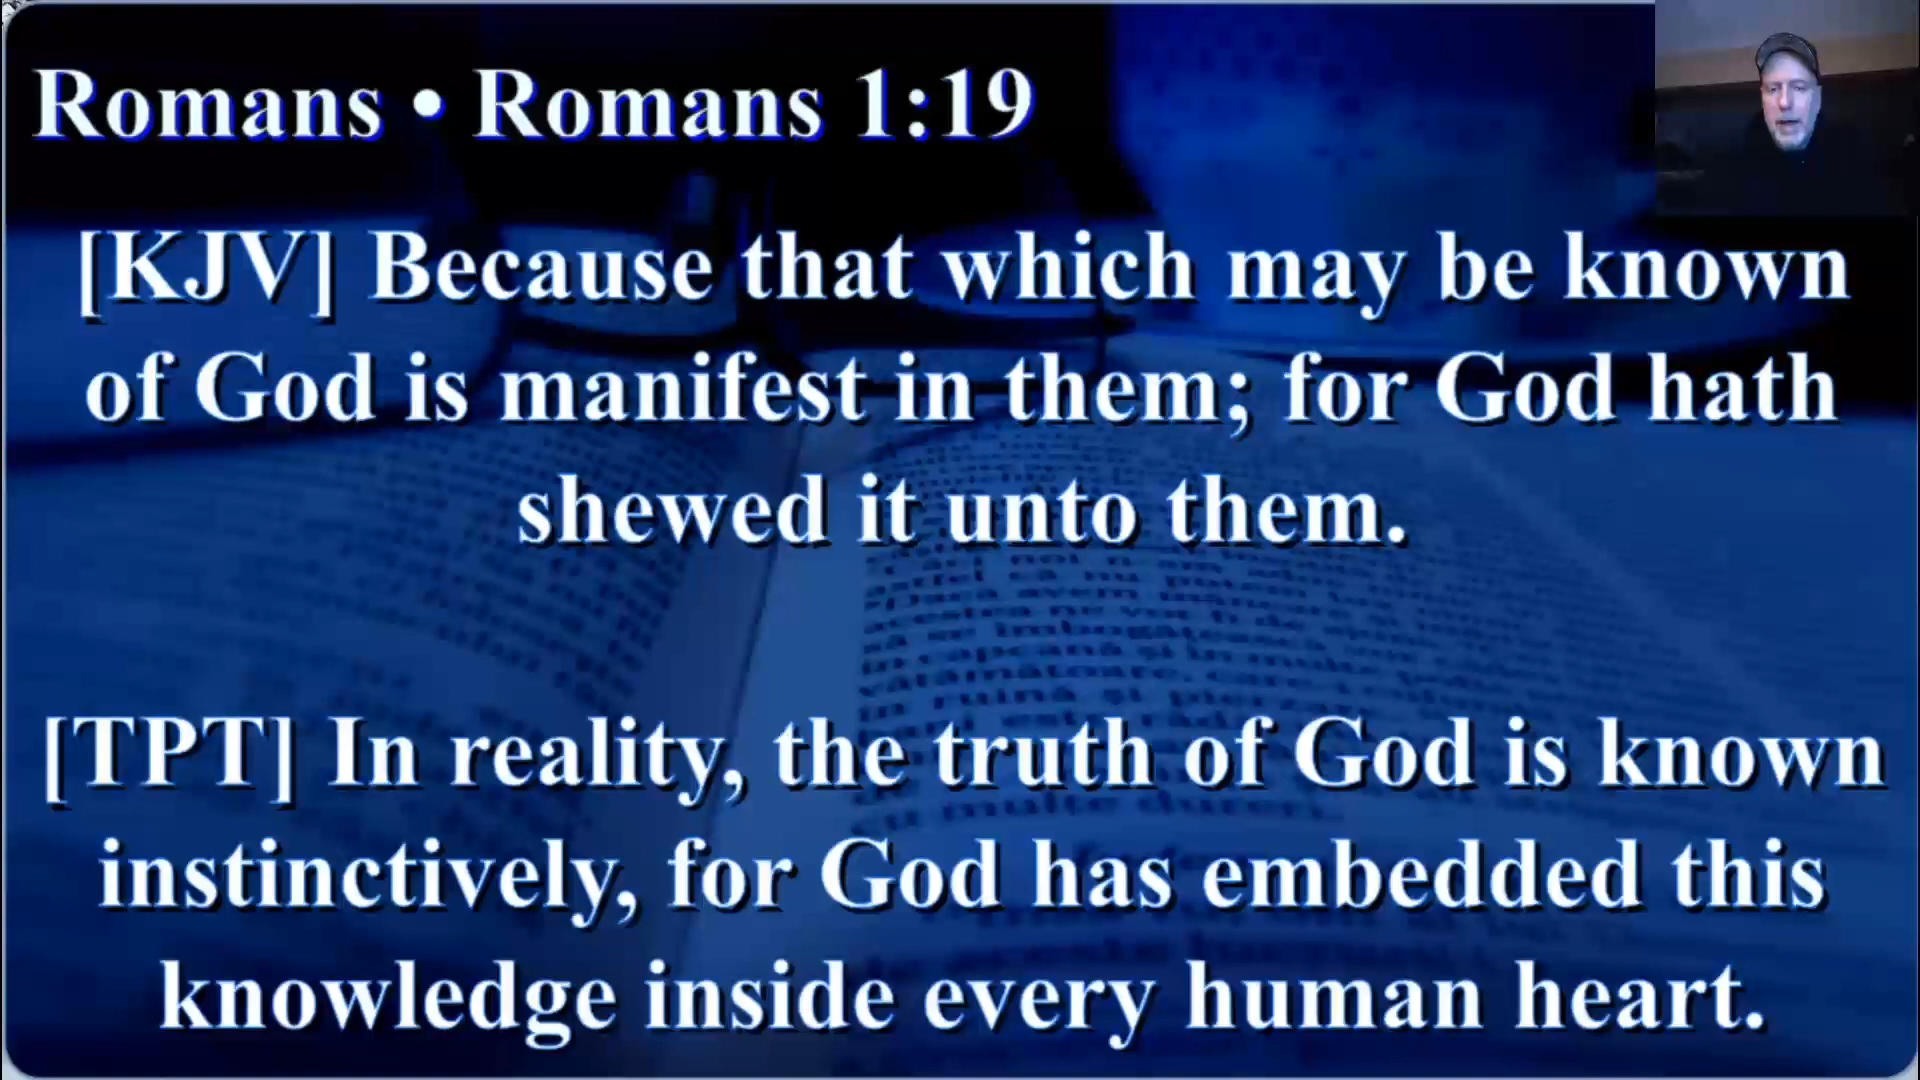 Romans • Romans 1:19
[KJV] Because that which may be known
of God is manifest in them; for God hath
shewed it unto them.
[TPT] In reality, the truth of God is known
instinctively, for God has embedded this
knowledge inside every human heart.